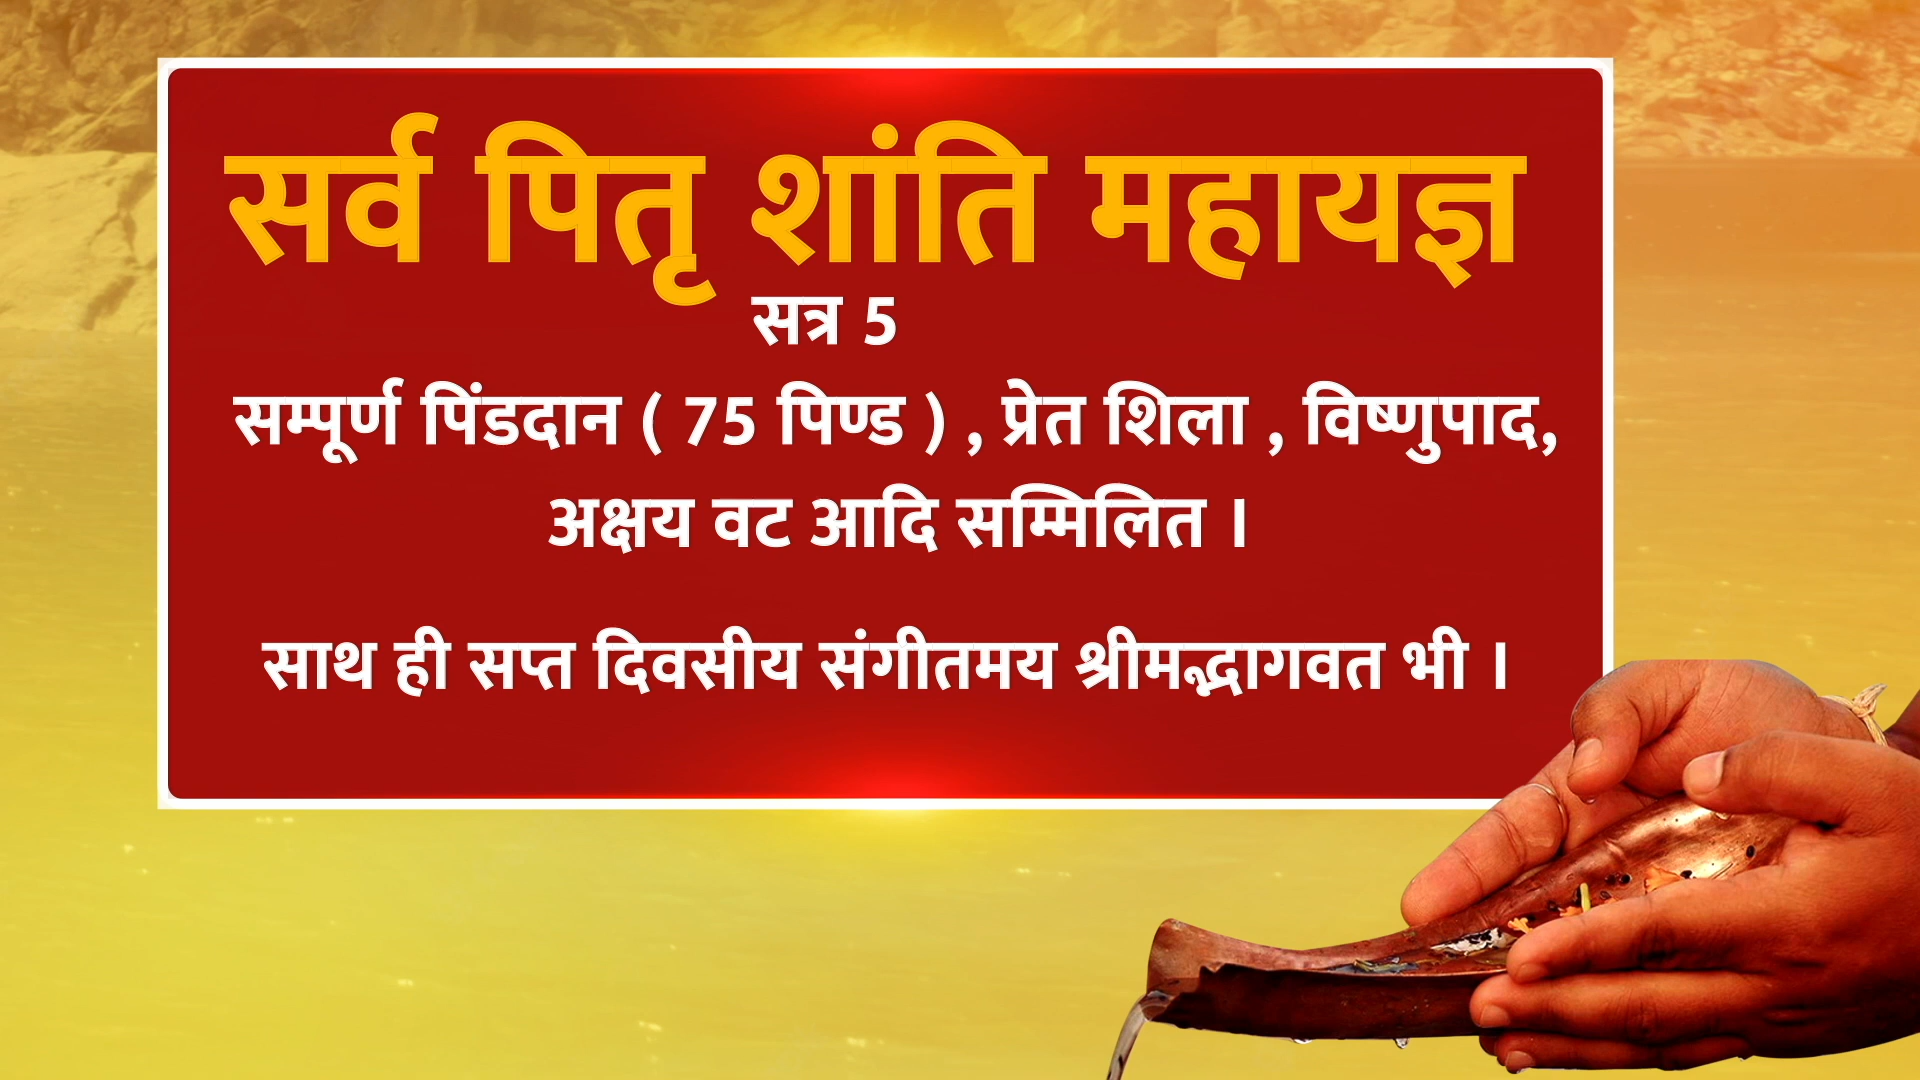 सर्व पितृ शांति महायज्ञ
सत्र 5
सम्पूर्ण पिंडदान ( 75 पिण्ड ) , प्रेत शिला , विष्णुपाद,
अक्षय वट आदि सम्मिलित ।
साथ ही सप्त दिवसीय संगीतमय श्रीमद्भागवत भी ।